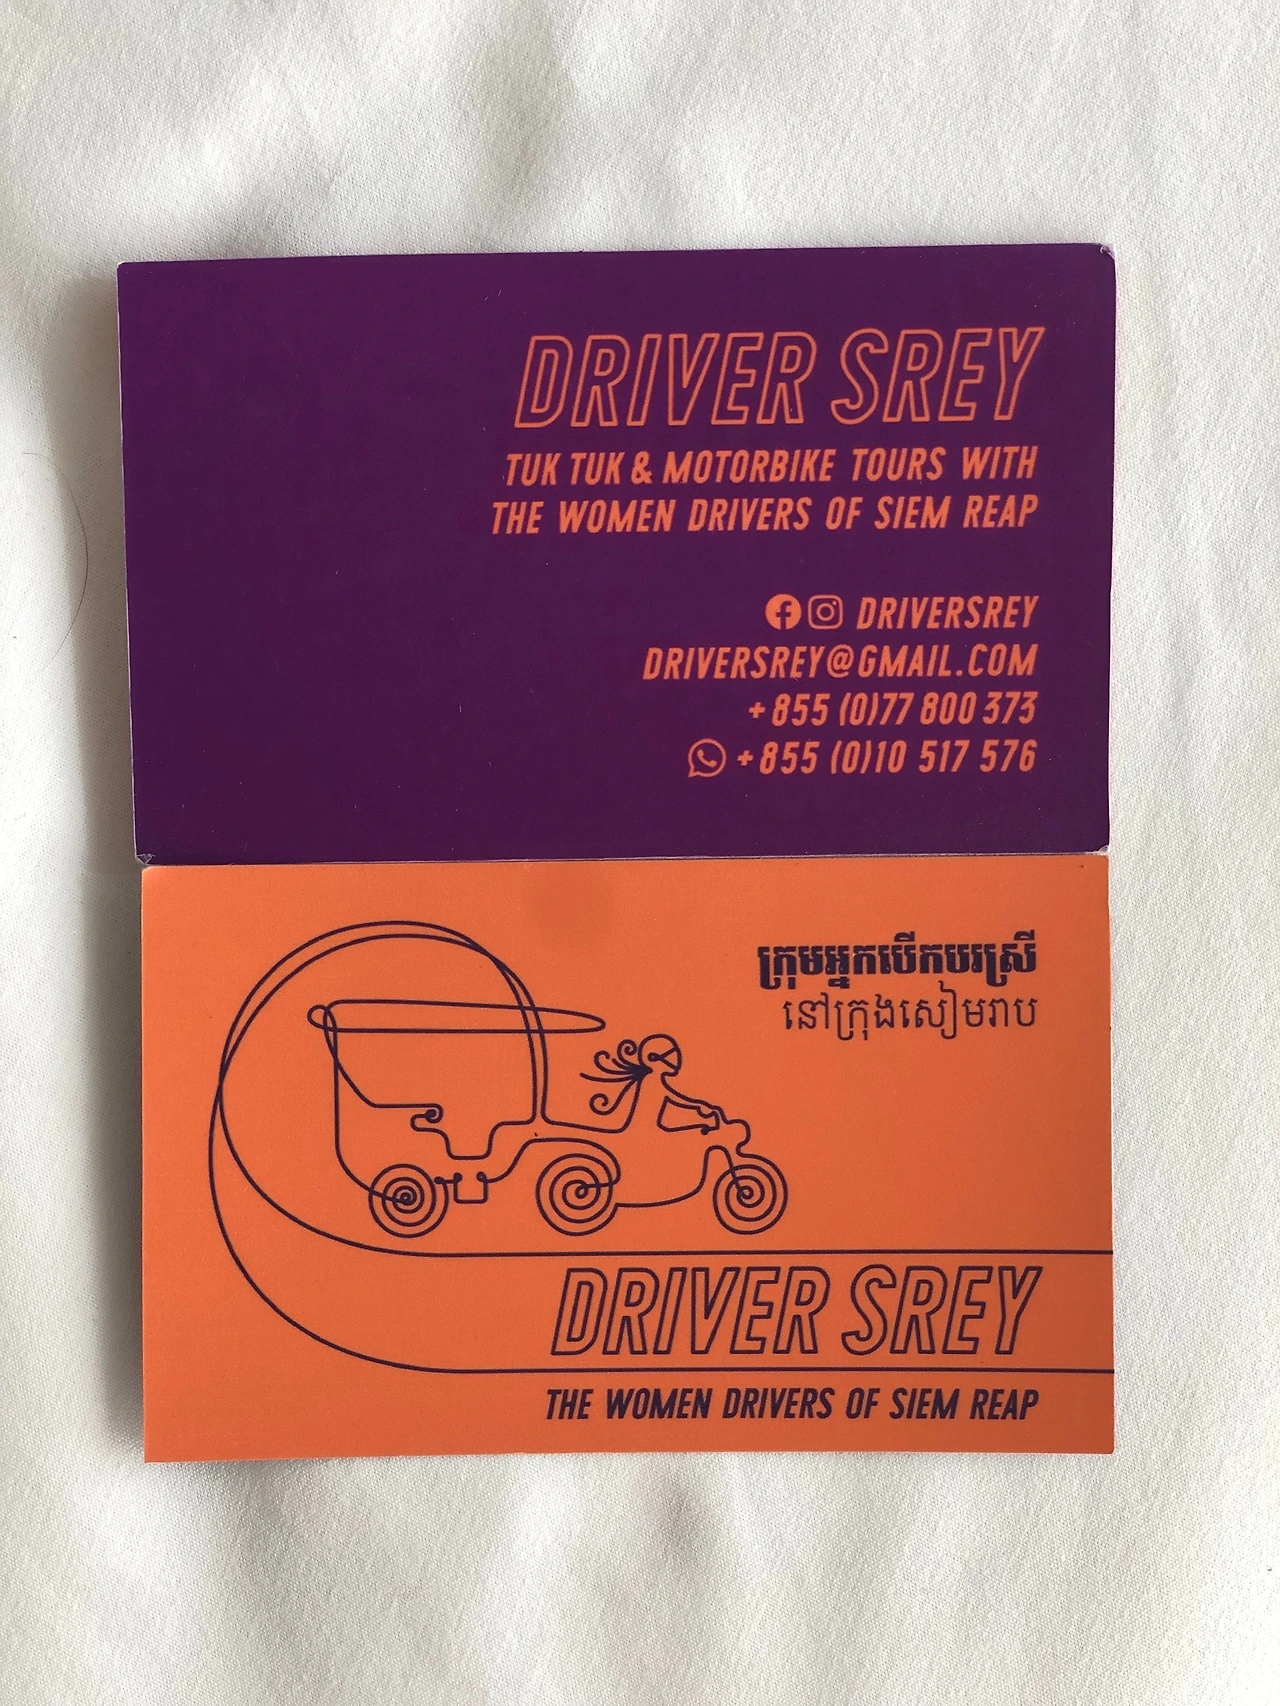 DRIVER SREY
TUK TUK & MOTORBIKE TOURS WITH
THE WOMEN DRIVERS OF SIEM REAP
DRIVERSREY
DRIVERSREY@GMAIL.COM
+855 (0)77 800 373
+855 (0)10 517 576
ក្រុមអ្នកបើកបរស្រី
នៅក្រុងសៀមរាប
DRIVER SREY
THE WOMEN DRIVERS OF SIEM REAP